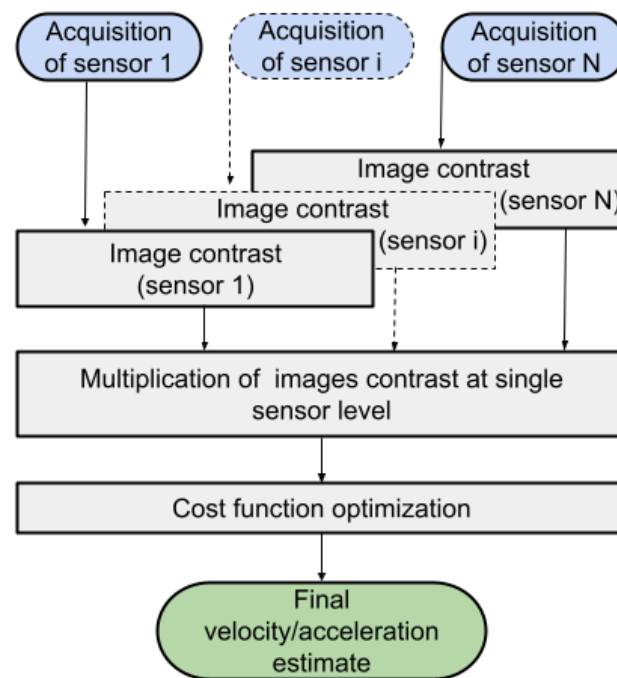 Acquisition
of sensor 1
Acquisition
of sensor i
Acquisition
of sensor N
Image contrast
(sensor N)
Image contrast
(sensor i)
Image contrast
(sensor 1)
Multiplication of images contrast at single
sensor level
Cost function optimization
Final
velocity/acceleration
estimate